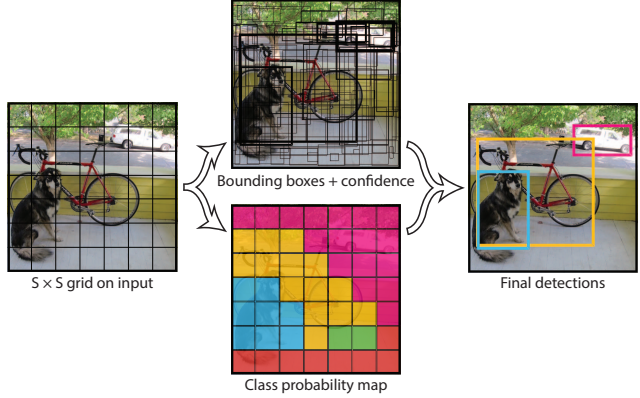 Bounding boxes + confidence
S × S grid on input
Final detections
Class probability map